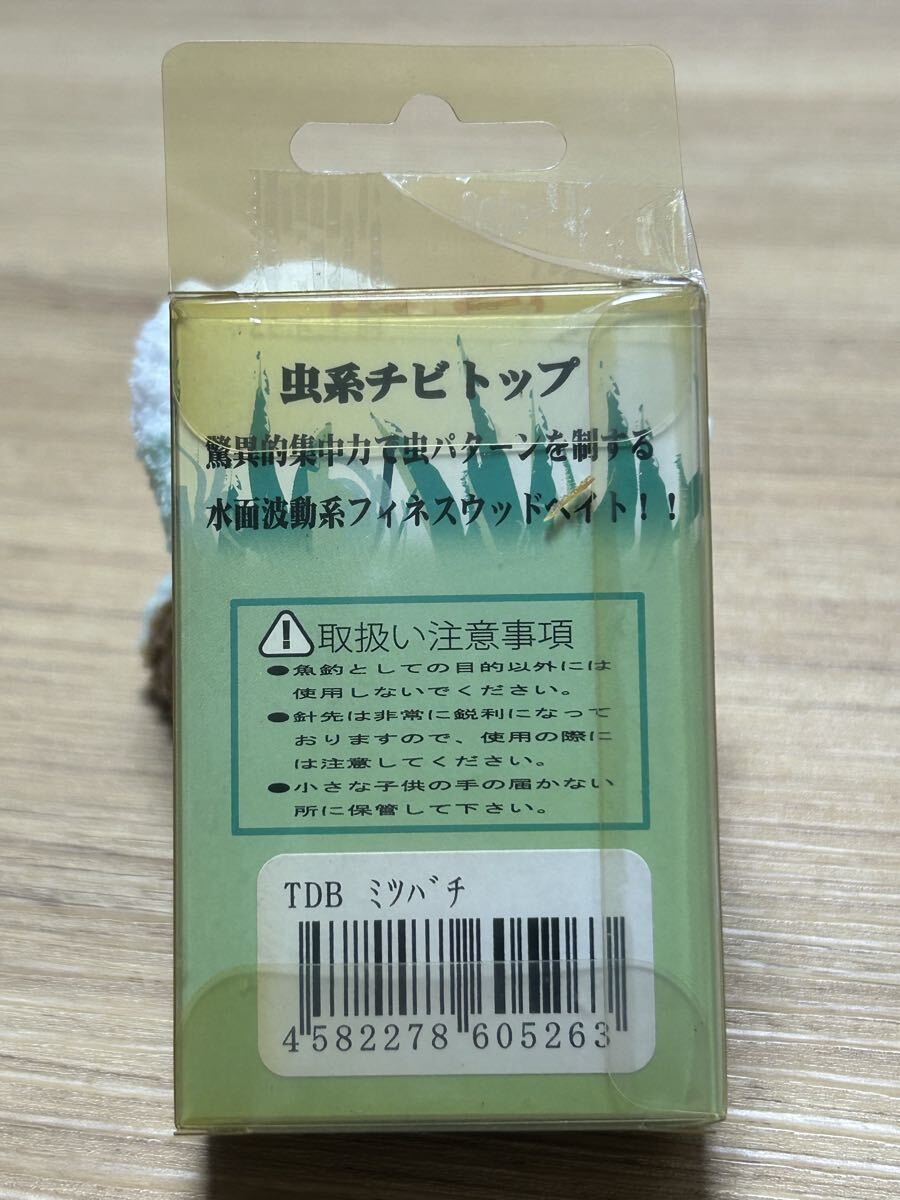 虫系チビトップ
驚異的集中力で虫パターンを制する
水面波動系フィネスウッドベイト！！
取扱い注意事項
●魚釣としての目的以外には
使用しないでください。
●針先は非常に鋭利になって
おりますので、使用の際に
は注意してください。
●小さな子供の手の届かない
所に保管して下さい。
TDB ﾐﾂﾊﾞﾁ
4 582278 605263